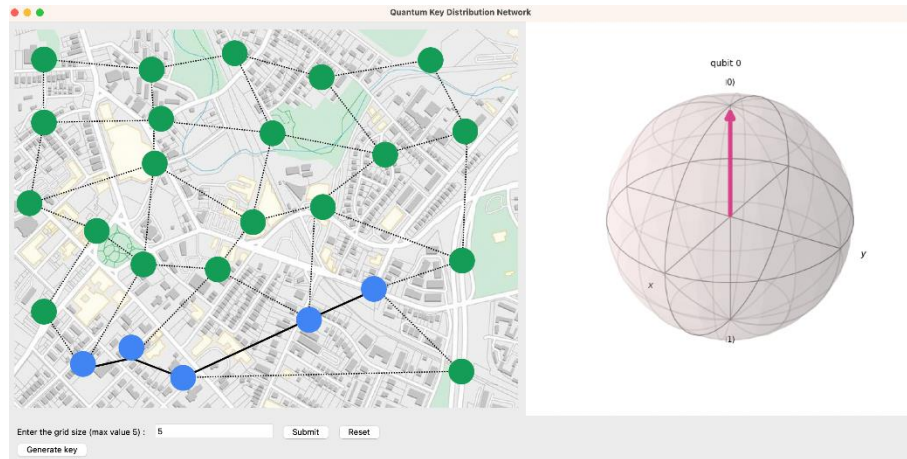 Quantum Key Distribution Network
qubit 0
|0⟩
x
y
|1⟩
Enter the grid size (max value 5) : 5 Submit Reset
Generate key